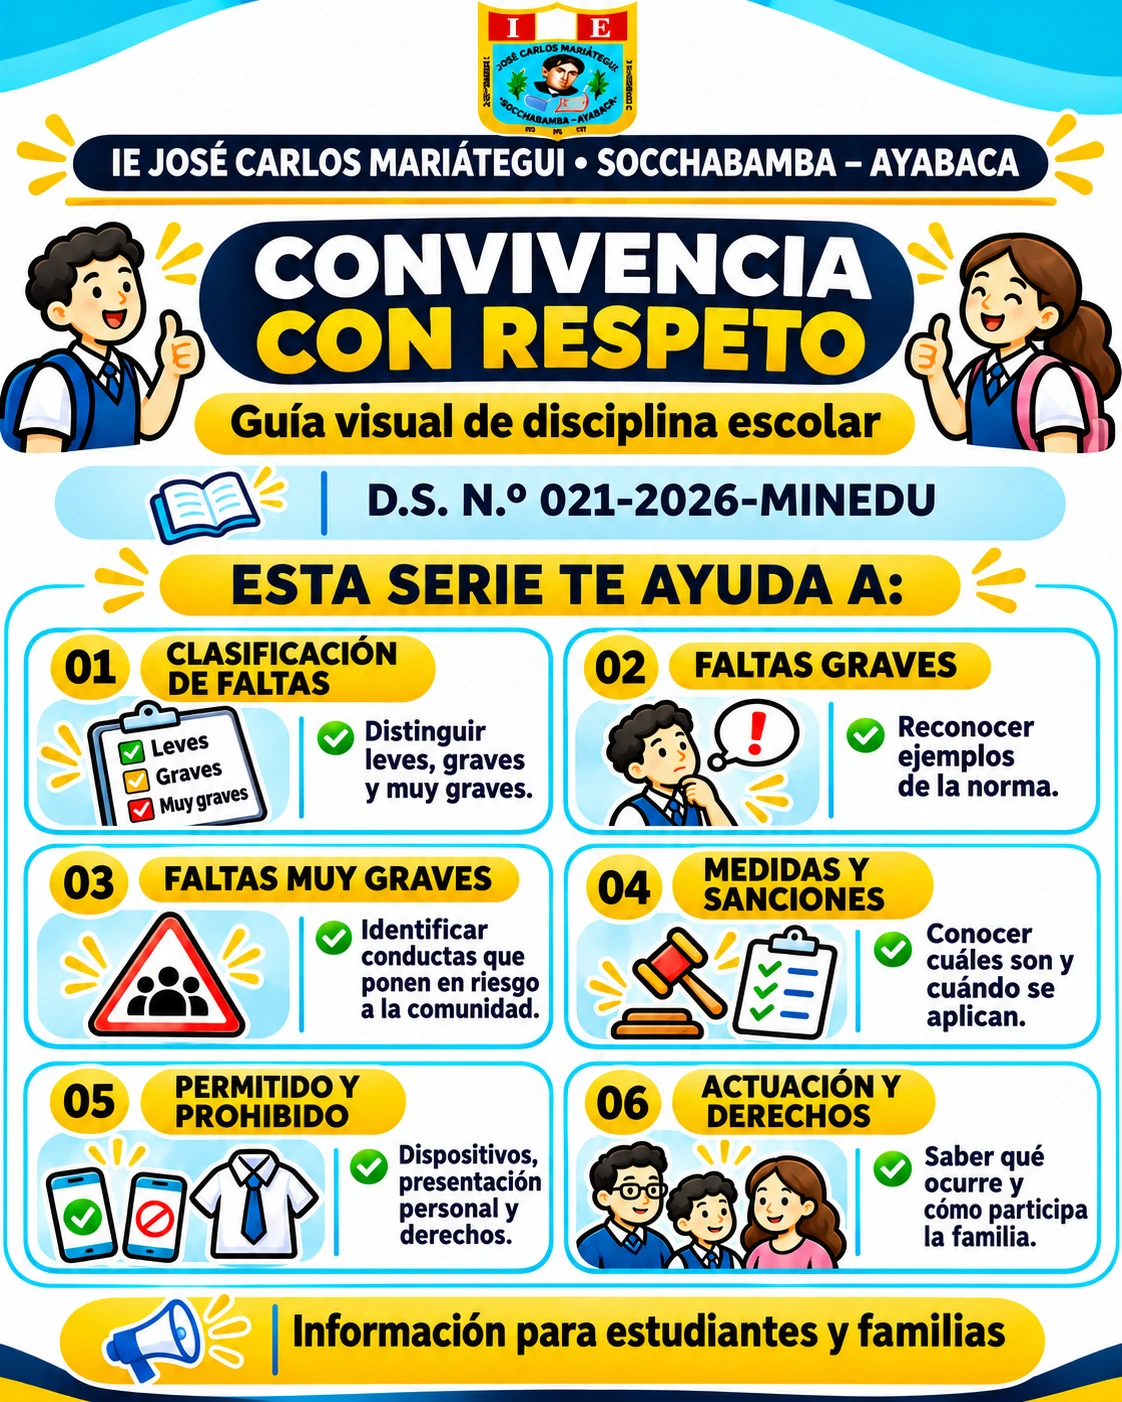 I E
JOSÉ CARLOS MARIÁTEGUI
SOCCHABAMBA – AYABACA
IE JOSÉ CARLOS MARIÁTEGUI • SOCCHABAMBA – AYABACA
CONVIVENCIA
CON RESPETO
Guía visual de disciplina escolar
D.S. N.º 021-2026-MINEDU
ESTA SERIE TE AYUDA A:
01
CLASIFICACIÓN
DE FALTAS
Leves
Graves
Muy graves
Distinguir
leves, graves
y muy graves.
02
FALTAS GRAVES
!
Reconocer
ejemplos
de la norma.
03
FALTAS MUY GRAVES
Identificar
conductas que
ponen en riesgo
a la comunidad.
04
MEDIDAS Y
SANCIONES
Conocer
cuáles son y
cuándo se
aplican.
05
PERMITIDO Y
PROHIBIDO
Dispositivos,
presentación
personal y
derechos.
06
ACTUACIÓN Y
DERECHOS
Saber qué
ocurre y
cómo participa
la familia.
Información para estudiantes y familias